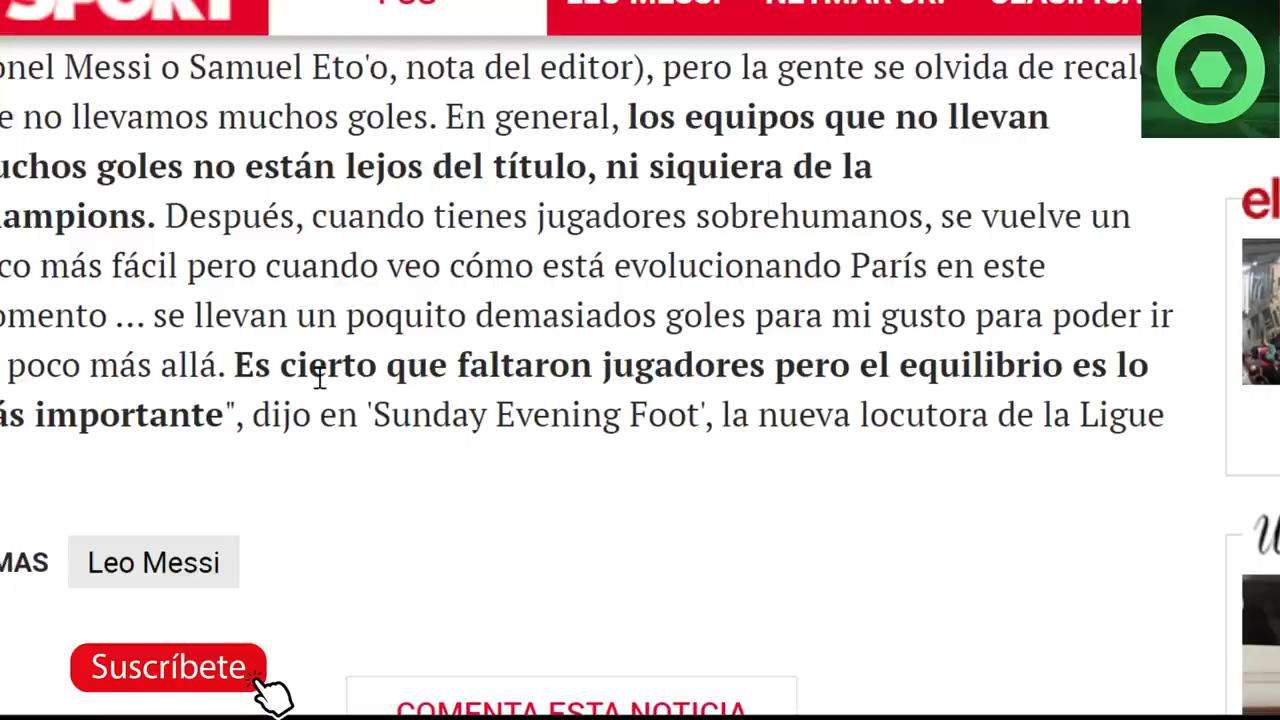 SPORT PSG LEO MESSI NEYMAR JR.
onel Messi o Samuel Eto'o, nota del editor), pero la gente se olvida de recalc
e no llevamos muchos goles. En general, los equipos que no llevan
uchos goles no están lejos del título, ni siquiera de la
hampions. Después, cuando tienes jugadores sobrehumanos, se vuelve un
co más fácil pero cuando veo cómo está evolucionando París en este
omento ... se llevan un poquito demasiados goles para mi gusto para poder ir
poco más allá. Es cierto que faltaron jugadores pero el equilibrio es lo
ás importante", dijo en 'Sunday Evening Foot', la nueva locutora de la Ligue
el
MAS Leo Messi
Suscríbete
COMENTA ESTA NOTICIA